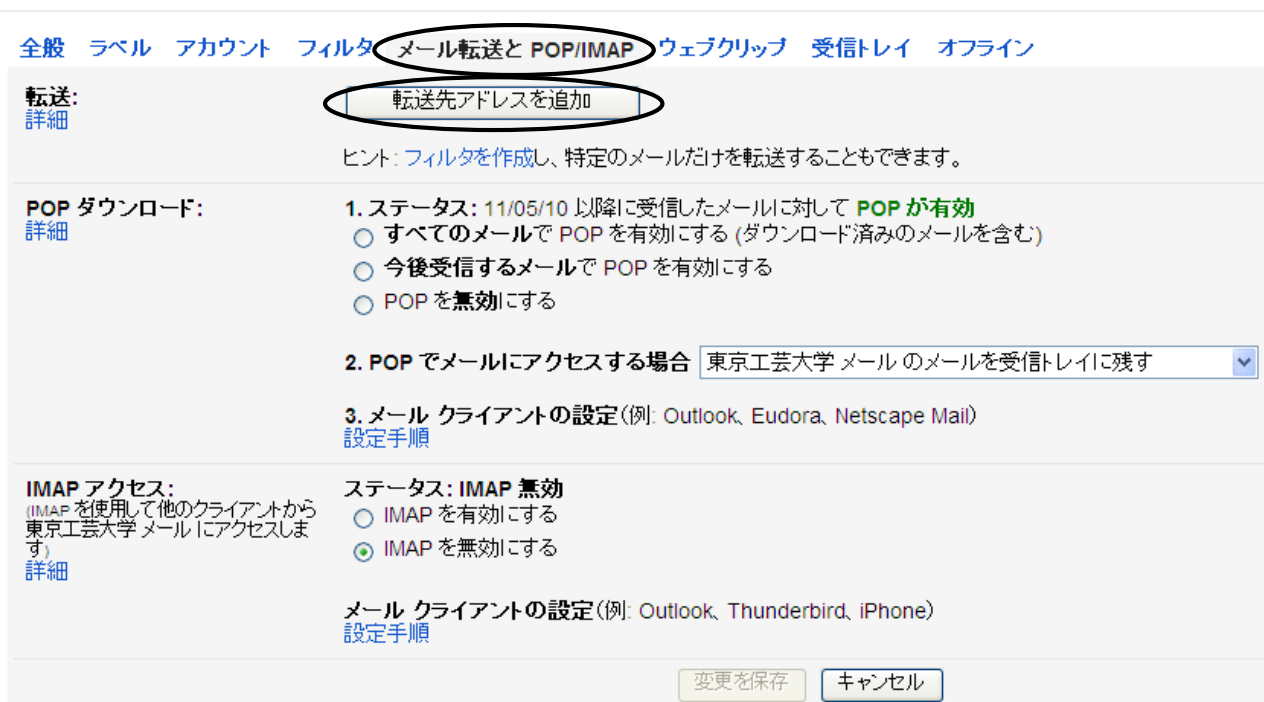 全般 ラベル アカウント フィルタ メール転送と POP/IMAP ウェブクリップ 受信トレイ オフライン
転送:
詳細
転送先アドレスを追加
ヒント: フィルタを作成し、特定のメールだけを転送することもできます。
POP ダウンロード:
詳細
1. ステータス: 11/05/10 以降に受信したメールに対して POP が有効
すべてのメールで POP を有効にする (ダウンロード済みのメールを含む)
今後受信するメールで POP を有効にする
POP を無効にする
2. POP でメールにアクセスする場合 東京工芸大学 メール のメールを受信トレイに残す
3. メール クライアントの設定(例: Outlook、Eudora、Netscape Mail)
設定手順
IMAP アクセス:
(IMAP を使用して他のクライアントから
東京工芸大学 メール にアクセスしま
す)
詳細
ステータス: IMAP 無効
IMAP を有効にする
IMAP を無効にする
メール クライアントの設定(例: Outlook、Thunderbird、iPhone)
設定手順
変更を保存 キャンセル